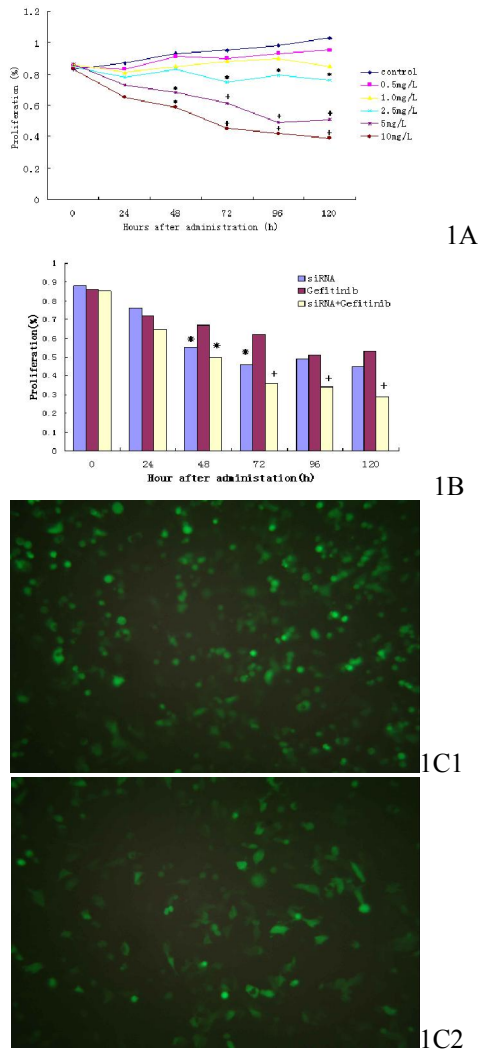 1.2
1
0.8
0.6
0.4
0.2
0
Proliferation (%)
0 24 48 72 96 120
Hours after administration (h)
control
0.5mg/L
1.0mg/L
2.5mg/L
5mg/L
10mg/L
* * * *
* + + +
* + + +
1A
1
0.9
0.8
0.7
0.6
0.5
0.4
0.3
0.2
0.1
0
Proliferation(%)
siRNA
Gefitinib
siRNA+Gefitinib
* * * + + +
0 24 48 72 96 120
Hour after administation(h)
1B
1C1
1C2